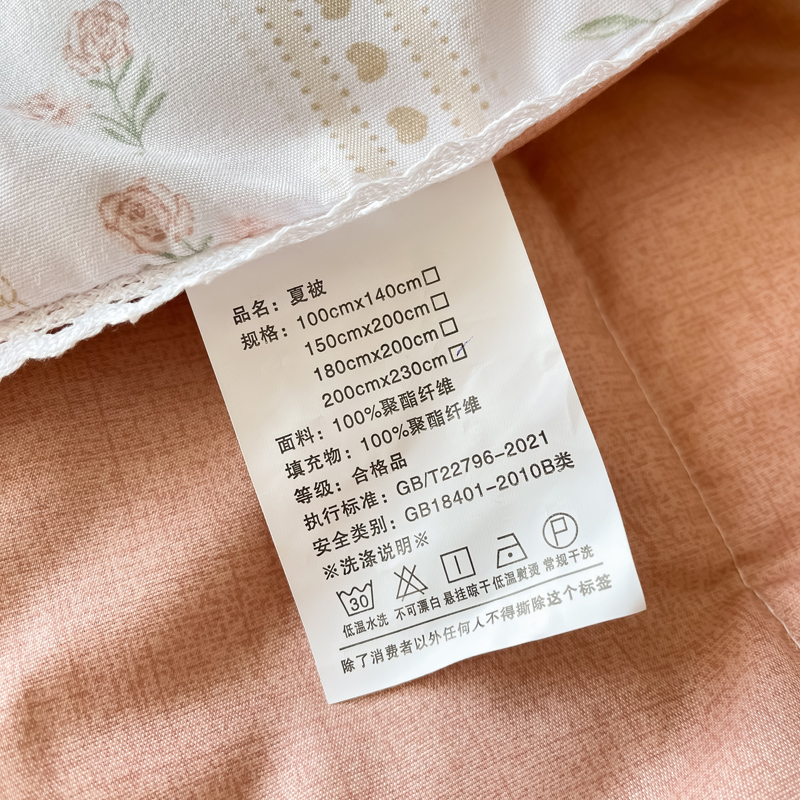 品名：夏被
规格：100cmx140cm□
150cmx200cm□
180cmx200cm□
200cmx230cm☑
面料：100%聚酯纤维
填充物：100%聚酯纤维
等级：合格品
执行标准：GB/T22796-2021
安全类别：GB18401-2010B类
※洗涤说明※
30 P
低温水洗 不可漂白 悬挂晾干 低温熨烫 常规干洗
除了消费者以外任何人不得撕除这个标签